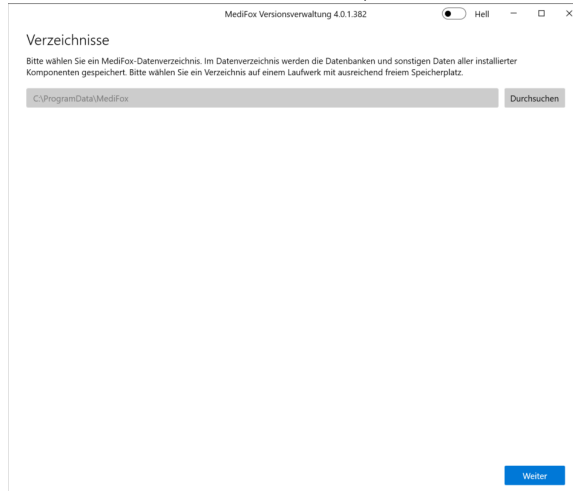 MediFox Versionsverwaltung 4.0.1.382
Hell
Verzeichnisse
Bitte wählen Sie ein MediFox-Datenverzeichnis. Im Datenverzeichnis werden die Datenbanken und sonstigen Daten aller installierter
Komponenten gespeichert. Bitte wählen Sie ein Verzeichnis auf einem Laufwerk mit ausreichend freiem Speicherplatz.
C:\ProgramData\MediFox
Durchsuchen
Weiter